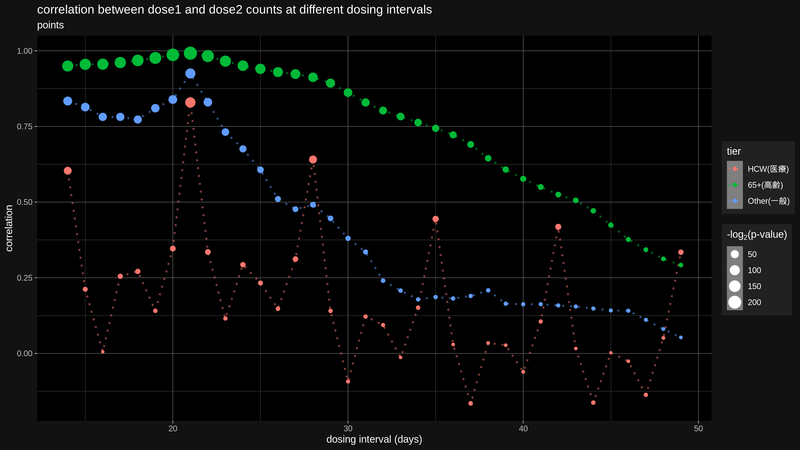 correlation between dose1 and dose2 counts at different dosing intervals
points
1.00
0.75
0.50
0.25
0.00
correlation
20
30
40
50
dosing interval (days)
tier
HCW(医療)
65+(高齢)
Other(一般)
-log2(p-value)
50
100
150
200